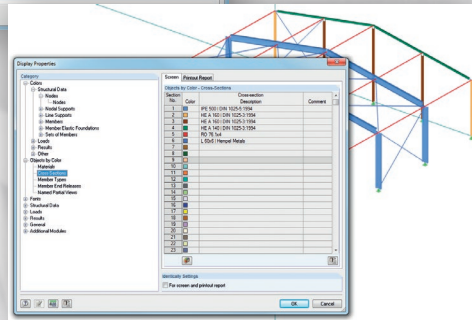 Display Properties
Category
Colors
Structural Data
Nodes
Nodes
Nodal Supports
Line Supports
Members
Member Elastic Foundations
Sets of Members
Loads
Results
Other
Objects by Color
Materials
Cross-Sections
Member Types
Member End Releases
Named Partial Views
Fonts
Structural Data
Loads
Results
General
Additional Modules
Screen Printout Report
Objects by Color - Cross-Sections
Section Cross-section
No. Color Description Comment
1 IPE 500 | DIN 1025-5:1994
2 HE A 160 | DIN 1025-3:1994
3 HE A 160 | DIN 1025-3:1994
4 HE A 140 | DIN 1025-3:1994
5
6 L 80x8 | Hempel Metals
7
8
9
10
11
12
13
14
15
16
17
18
19
20
21
22
23
Identically Settings
For screen and printout report
OK Cancel